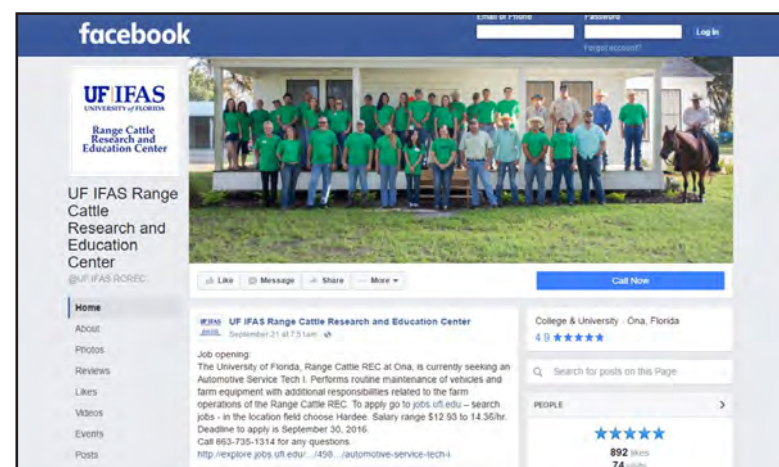 facebook
Email or Phone
Password
Log In
Forgot account?
UF IFAS
UNIVERSITY of FLORIDA
Range Cattle
Research and
Education Center
UF IFAS Range
Cattle
Research and
Education
Center
@UF.IFAS.RCREC
Like Message Share More
Call Now
Home
About
Photos
Reviews
Likes
Videos
Events
Posts
UF IFAS Range Cattle Research and Education Center
September 21 at 7:51am
Job opening:
The University of Florida, Range Cattle REC at Ona, is currently seeking an
Automotive Service Tech I. Performs routine maintenance of vehicles and
farm equipment with additional responsibilities related to the farm
operations of the Range Cattle REC. To apply go to jobs.ufl.edu – search
jobs - in the location field choose Hardee. Salary range $12.93 to 14.36/hr.
Deadline to apply is September 30, 2016.
Call 863-735-1314 for any questions.
http://explore.jobs.ufl.edu/.../498.../automotive-service-tech-i
College & University · Ona, Florida
4.9
Search for posts on this Page
PEOPLE
892 likes
74 visits